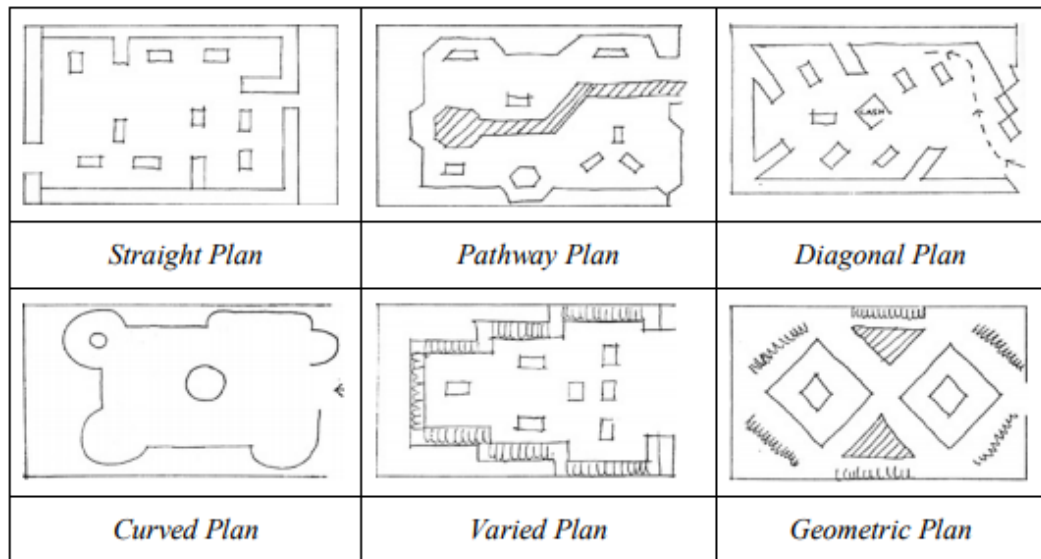 CASH
Straight Plan
Pathway Plan
Diagonal Plan
Curved Plan
Varied Plan
Geometric Plan